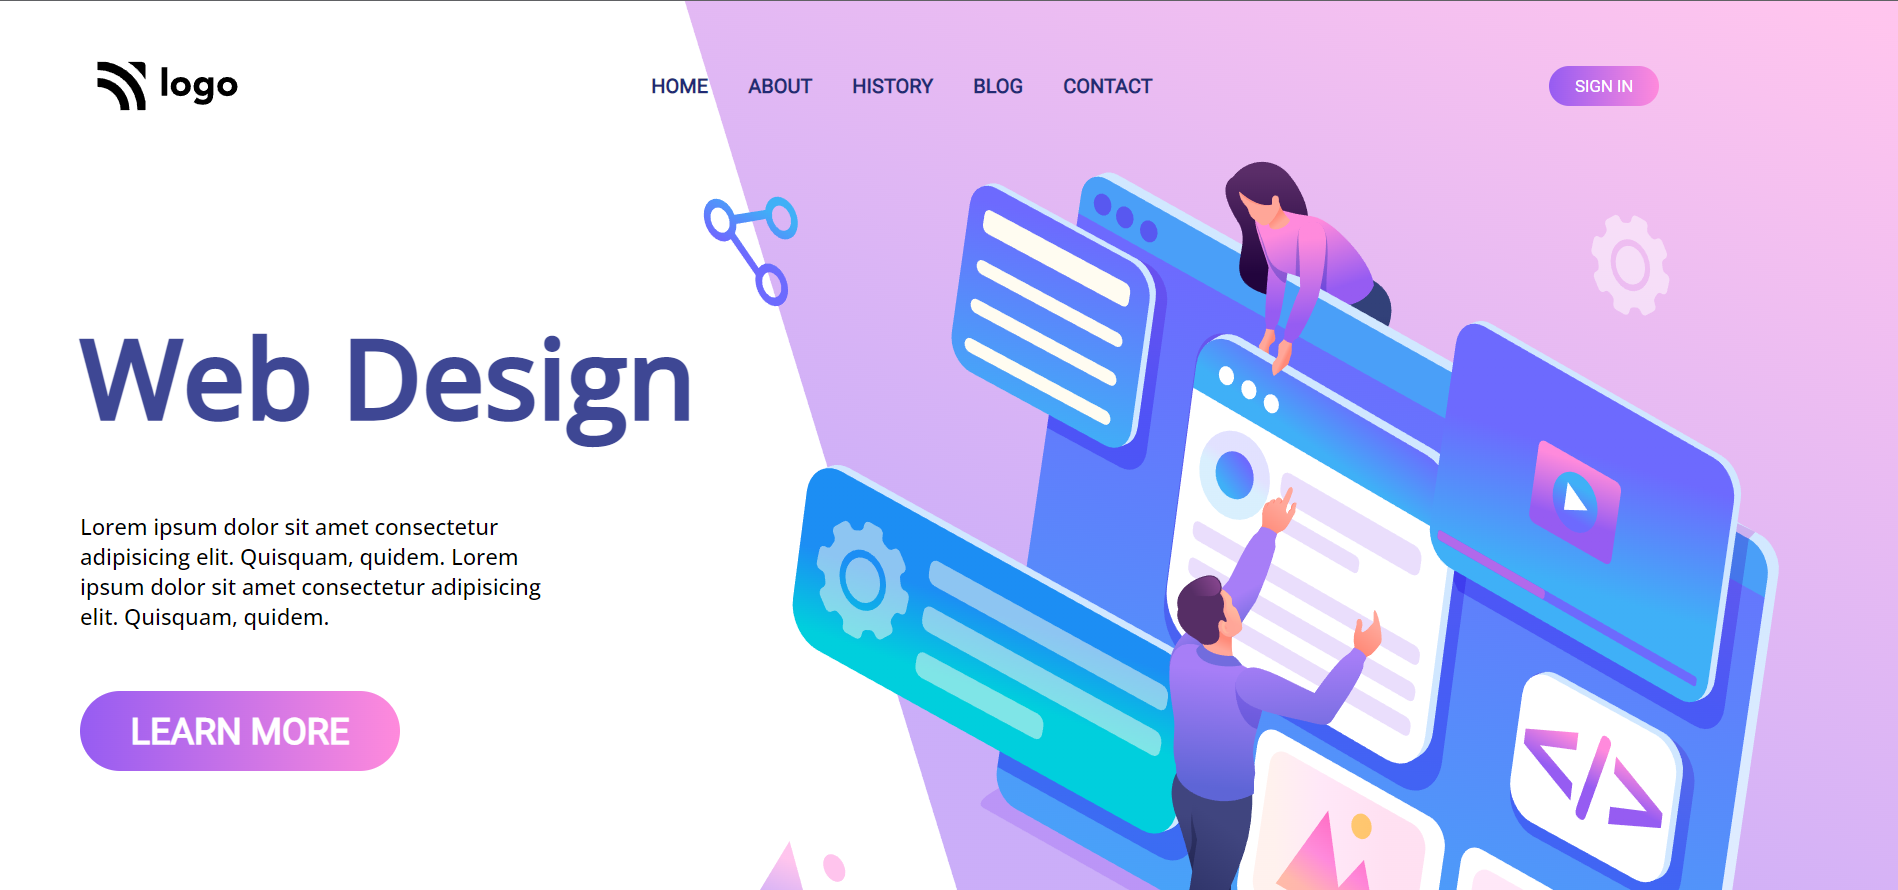 logo
HOME ABOUT HISTORY BLOG CONTACT
SIGN IN
Web Design
Lorem ipsum dolor sit amet consectetur
adipisicing elit. Quisquam, quidem. Lorem
ipsum dolor sit amet consectetur adipisicing
elit. Quisquam, quidem.
LEARN MORE